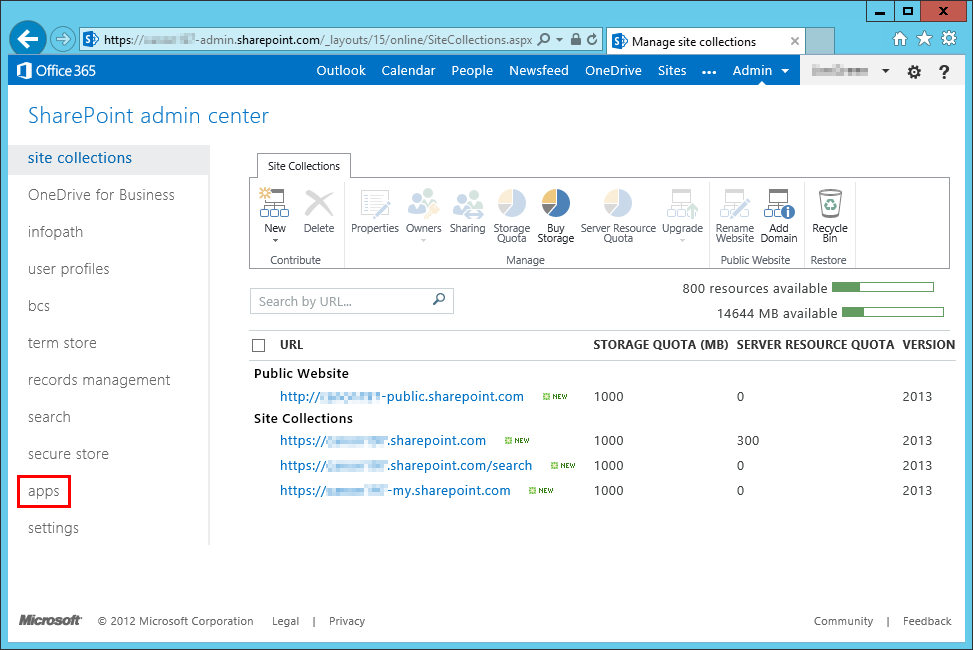 https:// -admin.sharepoint.com/_layouts/15/online/SiteCollections.aspx
Manage site collections
Office 365
Outlook Calendar People Newsfeed OneDrive Sites ••• Admin
SharePoint admin center
site collections
OneDrive for Business
infopath
user profiles
bcs
term store
records management
search
secure store
apps
settings
Site Collections
New Delete Properties Owners Sharing Storage Quota Buy Storage Server Resource Quota Upgrade Rename Website Add Domain Recycle Bin
Contribute Manage Public Website Restore
Search by URL...
800 resources available
14644 MB available
URL STORAGE QUOTA (MB) SERVER RESOURCE QUOTA VERSION
Public Website
http:// -public.sharepoint.com NEW 1000 0 2013
Site Collections
https:// .sharepoint.com NEW 1000 300 2013
https:// .sharepoint.com/search NEW 1000 0 2013
https:// -my.sharepoint.com NEW 1000 0 2013
Microsoft © 2012 Microsoft Corporation Legal | Privacy Community | Feedback